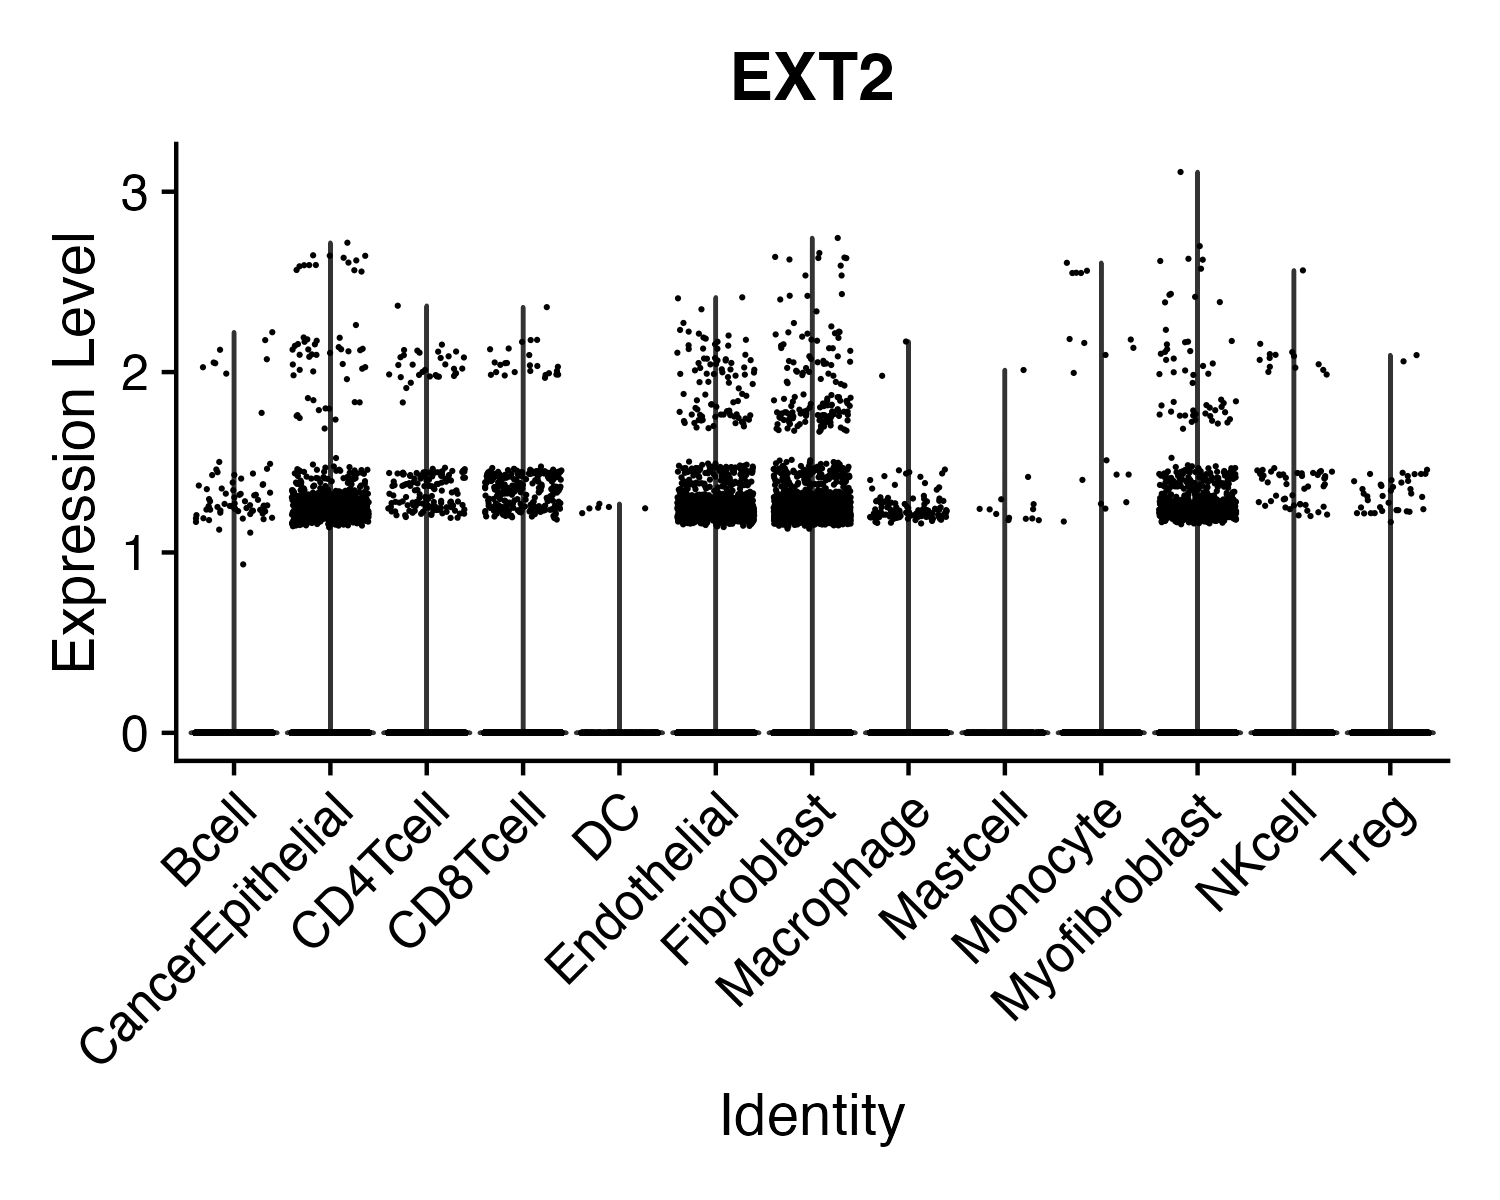 EXT2
Expression Level
3
2
1
0
Bcell
CancerEpithelial
CD4Tcell
CD8Tcell
DC
Endothelial
Fibroblast
Macrophage
Mastcell
Monocyte
Myofibroblast
NKcell
Treg
Identity